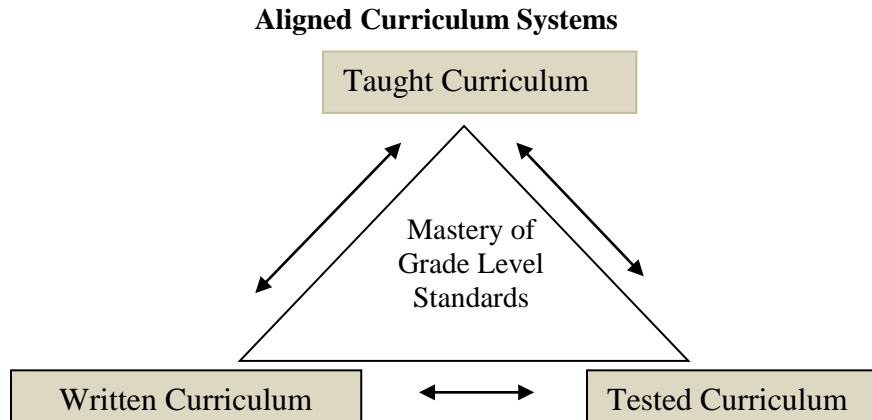 Aligned Curriculum Systems
Taught Curriculum
Mastery of
Grade Level
Standards
Written Curriculum
Tested Curriculum